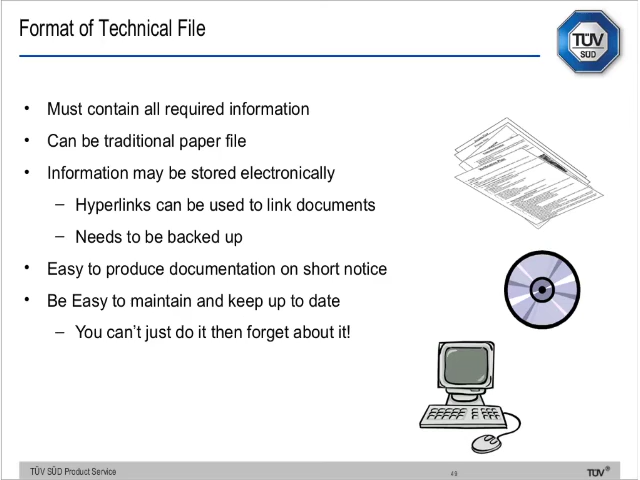 Format of Technical File
TÜV
SÜD
• Must contain all required information
• Can be traditional paper file
• Information may be stored electronically
– Hyperlinks can be used to link documents
– Needs to be backed up
• Easy to produce documentation on short notice
• Be Easy to maintain and keep up to date
– You can't just do it then forget about it!
TÜV SÜD Product Service
TÜV®